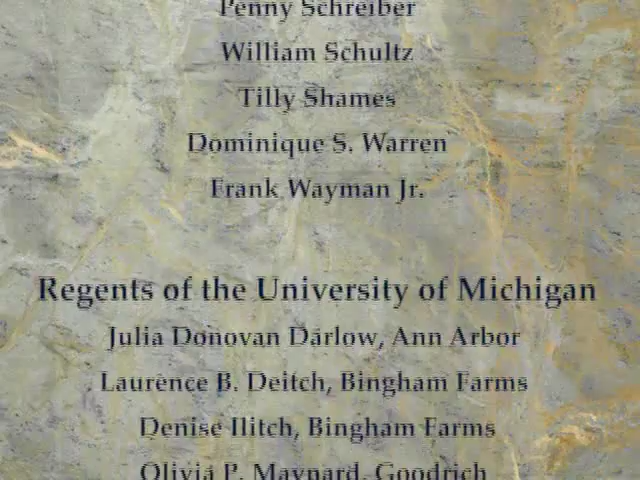 Penny Schreiber
William Schultz
Tilly Shames
Dominique S. Warren
Frank Wayman Jr.
Regents of the University of Michigan
Julia Donovan Darlow, Ann Arbor
Laurence B. Deitch, Bingham Farms
Denise Ilitch, Bingham Farms
Olivia P. Maynard, Goodrich